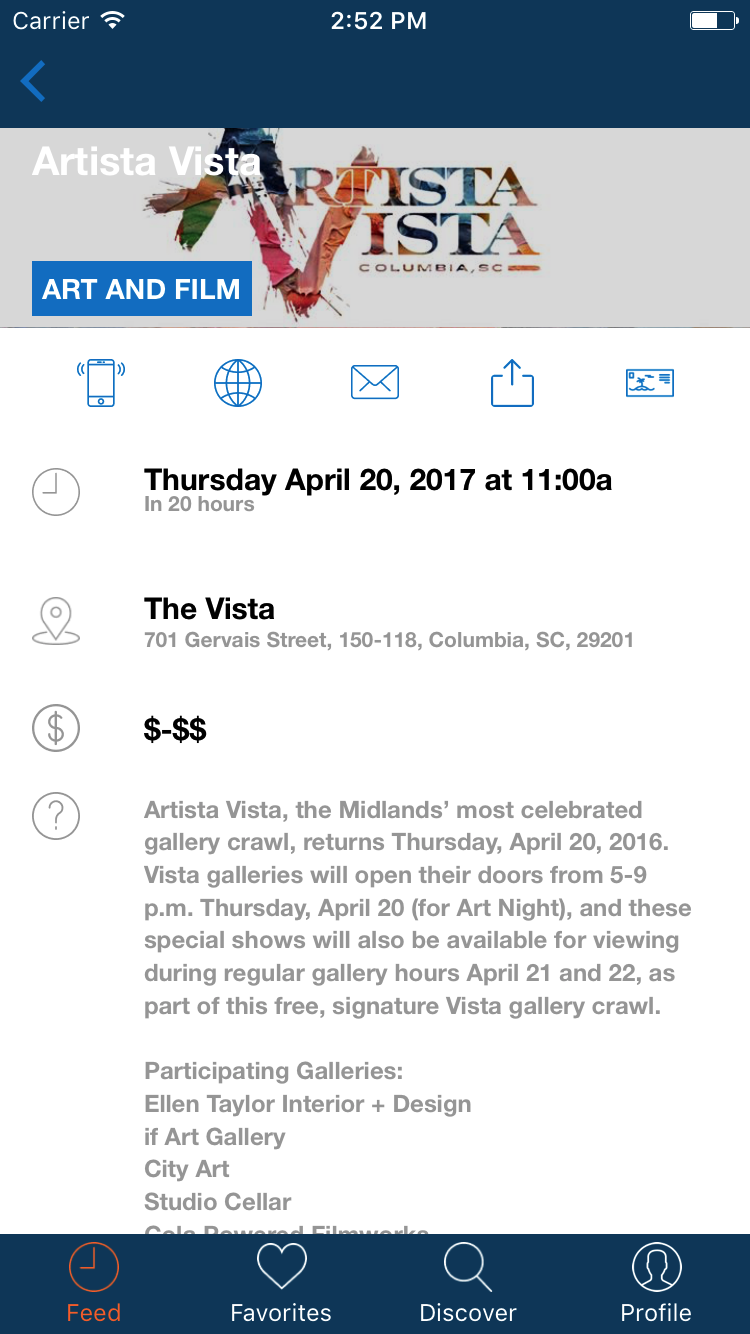 Carrier
2:52 PM
Artista Vista
ARTISTA
VISTA
COLUMBIA, SC
ART AND FILM
Thursday April 20, 2017 at 11:00a
In 20 hours
The Vista
701 Gervais Street, 150-118, Columbia, SC, 29201
$-$$
Artista Vista, the Midlands’ most celebrated
gallery crawl, returns Thursday, April 20, 2016.
Vista galleries will open their doors from 5-9
p.m. Thursday, April 20 (for Art Night), and these
special shows will also be available for viewing
during regular gallery hours April 21 and 22, as
part of this free, signature Vista gallery crawl.
Participating Galleries:
Ellen Taylor Interior + Design
if Art Gallery
City Art
Studio Cellar
Cola Powered Filmworks
Feed
Favorites
Discover
Profile